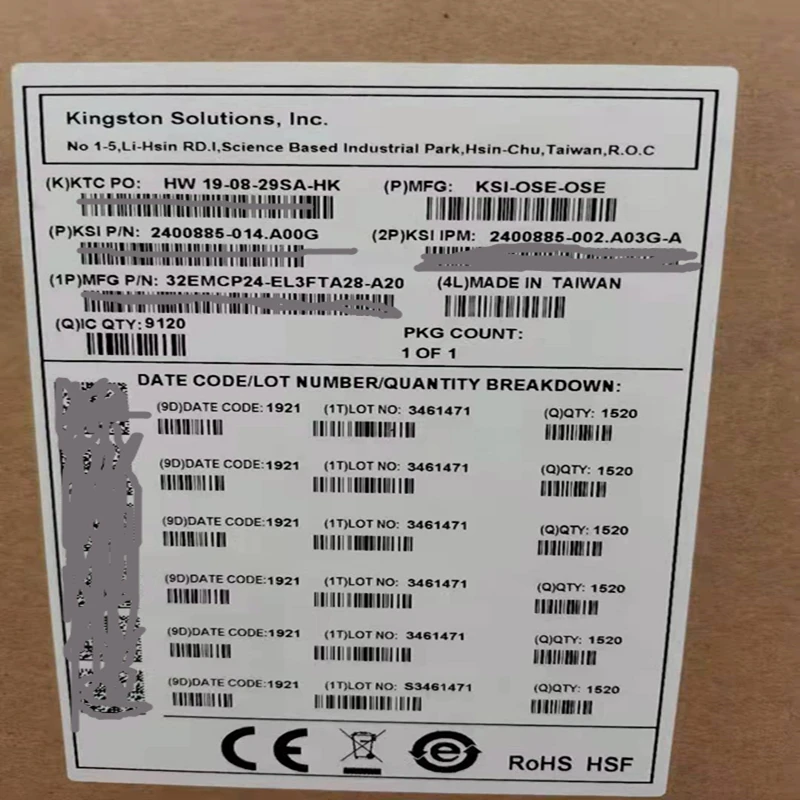 Kingston Solutions, Inc.
No 1-5,Li-Hsin RD.I,Science Based Industrial Park,Hsin-Chu,Taiwan,R.O.C
(K)KTC PO: HW 19-08-29SA-HK (P)MFG: KSI-OSE-OSE
(P)KSI P/N: 2400885-014.A00G (2P)KSI IPM: 2400885-002.A03G-A
(1P)MFG P/N: 32EMCP24-EL3FTA28-A20 (4L)MADE IN TAIWAN
(Q)IC QTY: 9120 PKG COUNT:
1 OF 1
DATE CODE/LOT NUMBER/QUANTITY BREAKDOWN:
(9D)DATE CODE: 1921 (1T)LOT NO: 3461471 (Q)QTY: 1520
(9D)DATE CODE:1921 (1T)LOT NO: 3461471 (Q)QTY: 1520
(9D)DATE CODE:1921 (1T)LOT NO: 3461471 (Q)QTY: 1520
(9D)DATE CODE:1921 (1T)LOT NO: 3461471 (Q)QTY: 1520
(9D)DATE CODE:1921 (1T)LOT NO: 3461471 (Q)QTY: 1520
(9D)DATE CODE:1921 (1T)LOT NO: S3461471 (Q)QTY: 1520
CE e RoHS HSF